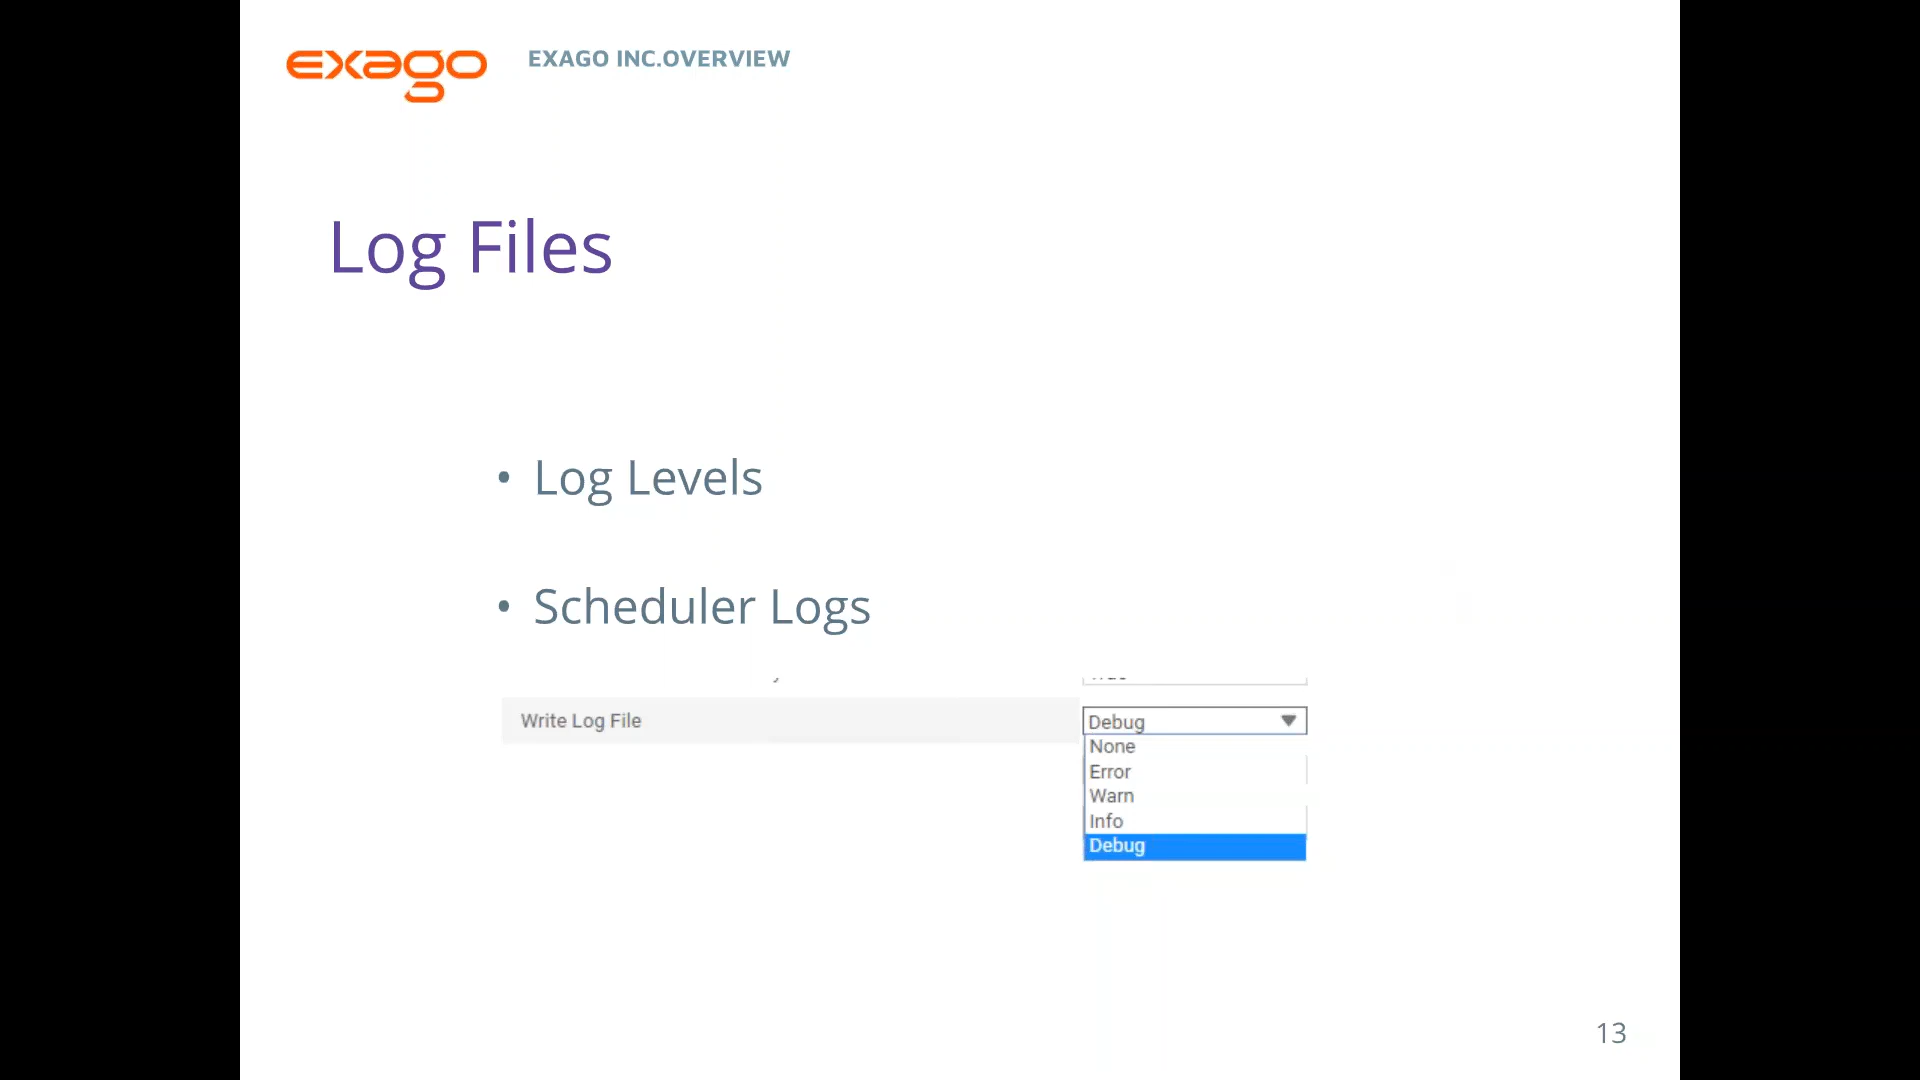 exago
EXAGO INC.OVERVIEW
Log Files
• Log Levels
• Scheduler Logs
Write Log File
Debug
None
Error
Warn
Info
Debug
13